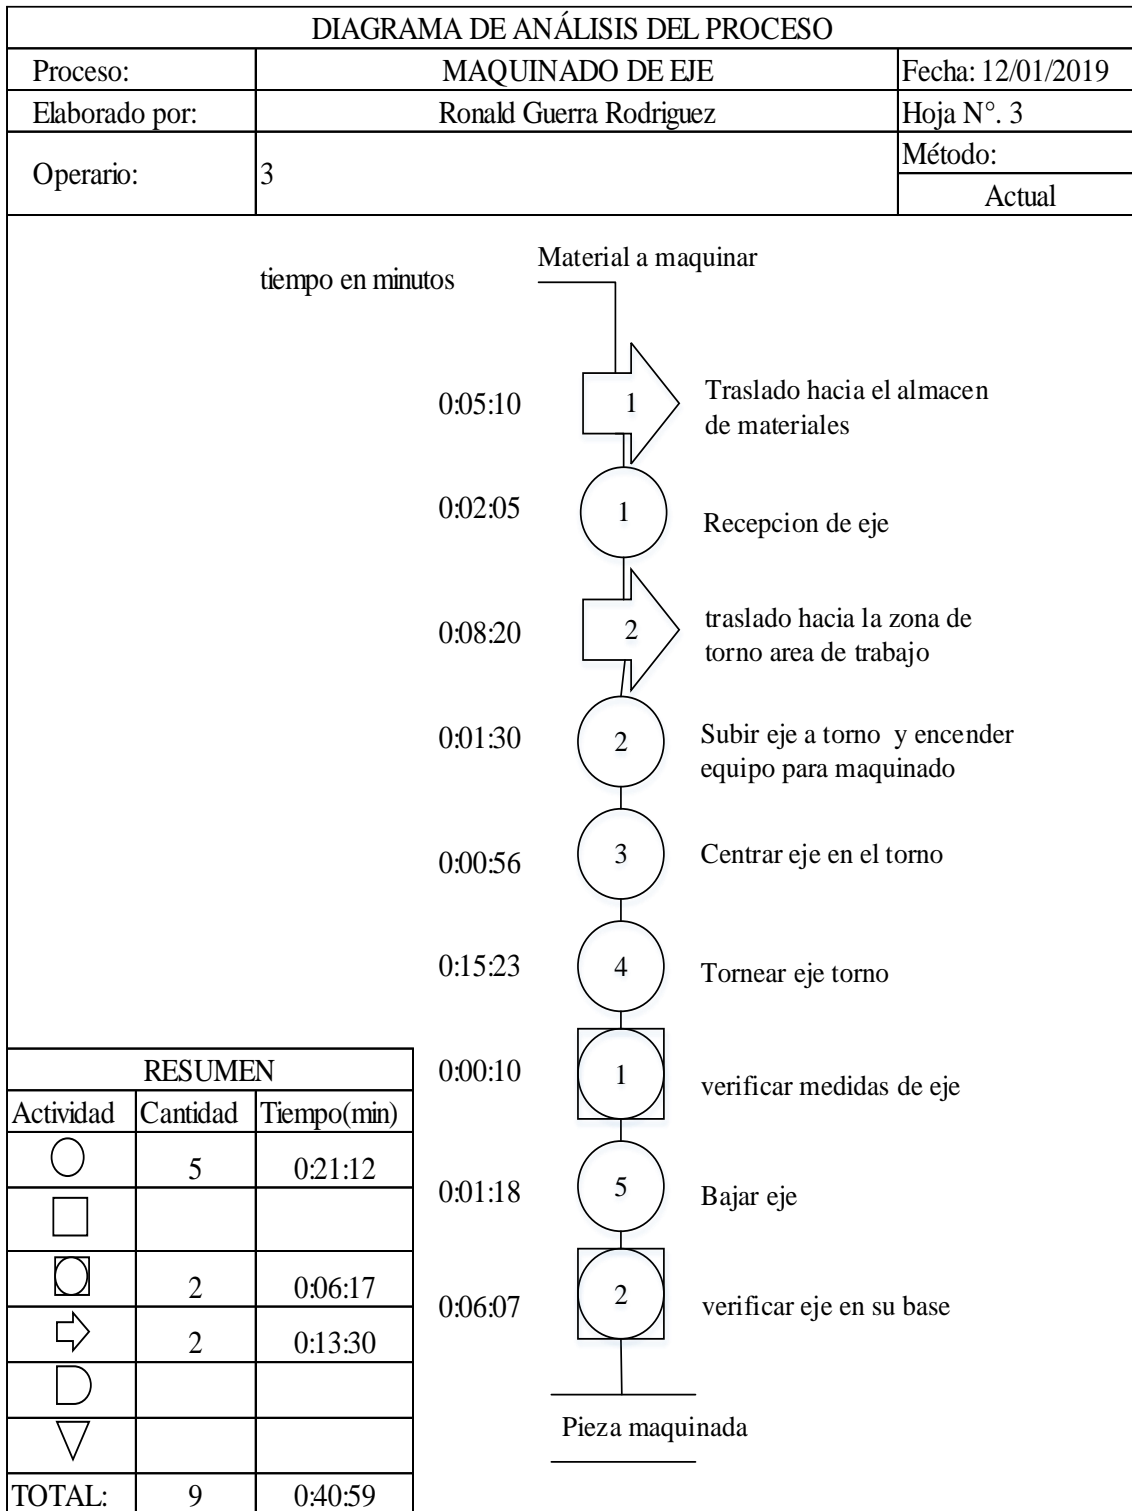 DIAGRAMA DE ANÁLISIS DEL PROCESO
Proces​o: MAQUINADO DE EJE Fecha: 12/01/2019
Elaborado por: Ronald Guerra Rodriguez Hoja N°. 3
Operario: 3 Método:
Actual
tiempo en minutos
Material a maquinar
0:05:10 1 Traslado hacia el almacen
de materiales
0:02:05 1 Recepcion de eje
0:08:20 2 traslado hacia la zona de
torno area de trabajo
0:01:30 2 Subir eje a torno y encender
equipo para maquinado
0:00:56 3 Centrar eje en el torno
0:15:23 4 Tornear eje torno
0:00:10 1 verificar medidas de eje
0:01:18 5 Bajar eje
0:06:07 2 verificar eje en su base
Pieza maquinada
RESUMEN
Actividad Cantidad Tiempo(min)
5 0:21:12
2 0:06:17
2 0:13:30
TOTAL: 9 0:40:59